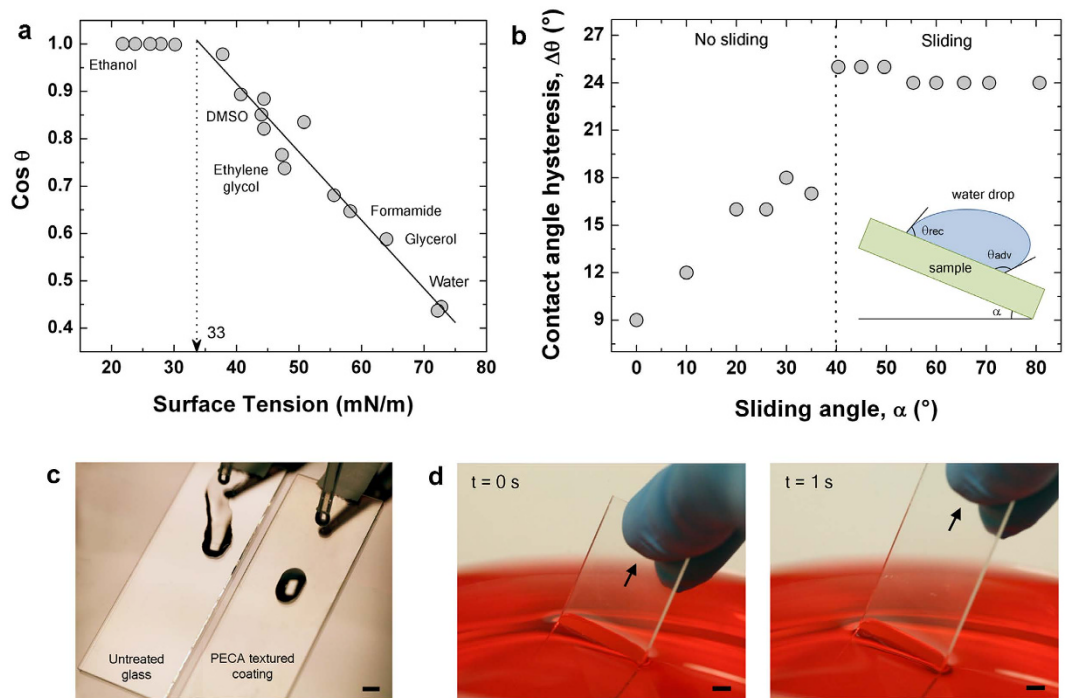 a
Cos θ
1.0
0.9
0.8
0.7
0.6
0.5
0.4
Ethanol
DMSO
Ethylene
glycol
Formamide
Glycerol
Water
33
20
30
40
50
60
70
80
Surface Tension (mN/m)
b
Contact angle hysteresis, Δθ (°)
27
24
21
18
15
12
9
No sliding
Sliding
water drop
θrec
θadv
sample
α
0
10
20
30
40
50
60
70
80
Sliding angle, α (°)
c
Untreated
glass
PECA textured
coating
d
t = 0 s
t = 1 s